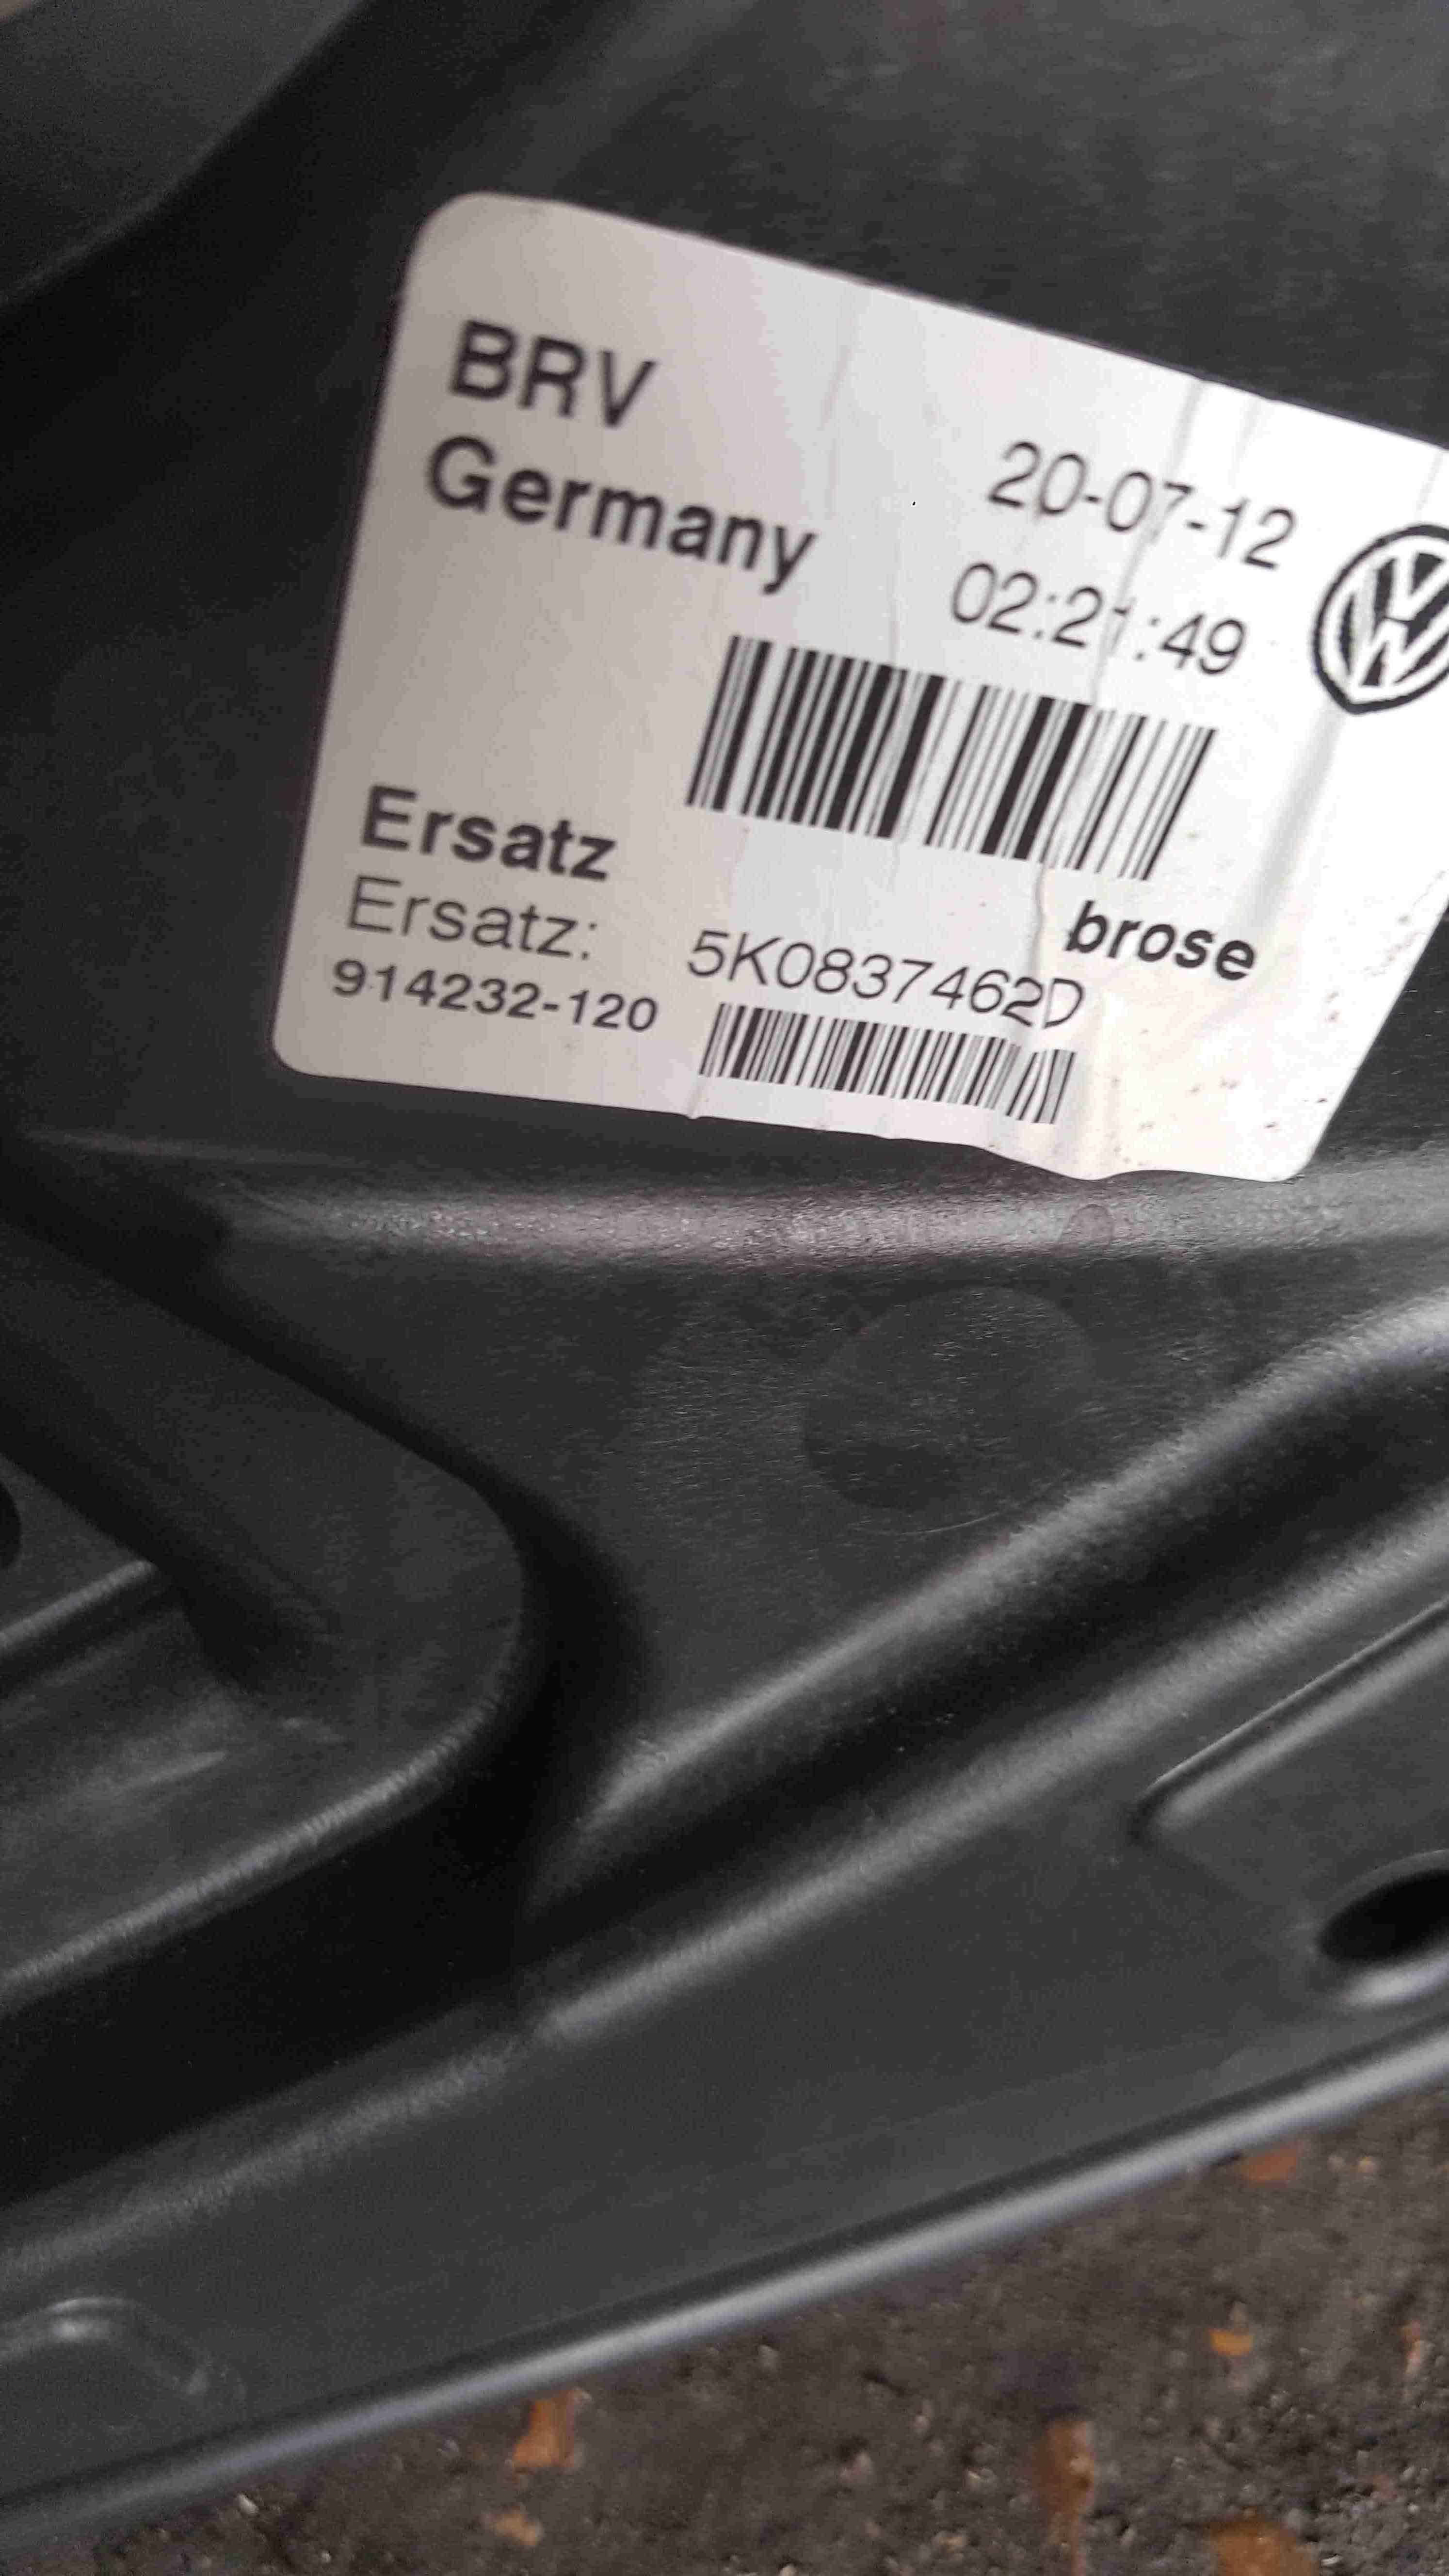 BRV
Germany
20-07-12
02:21:49
Ersatz
brose
Ersatz: 5K0837462D
914232-120